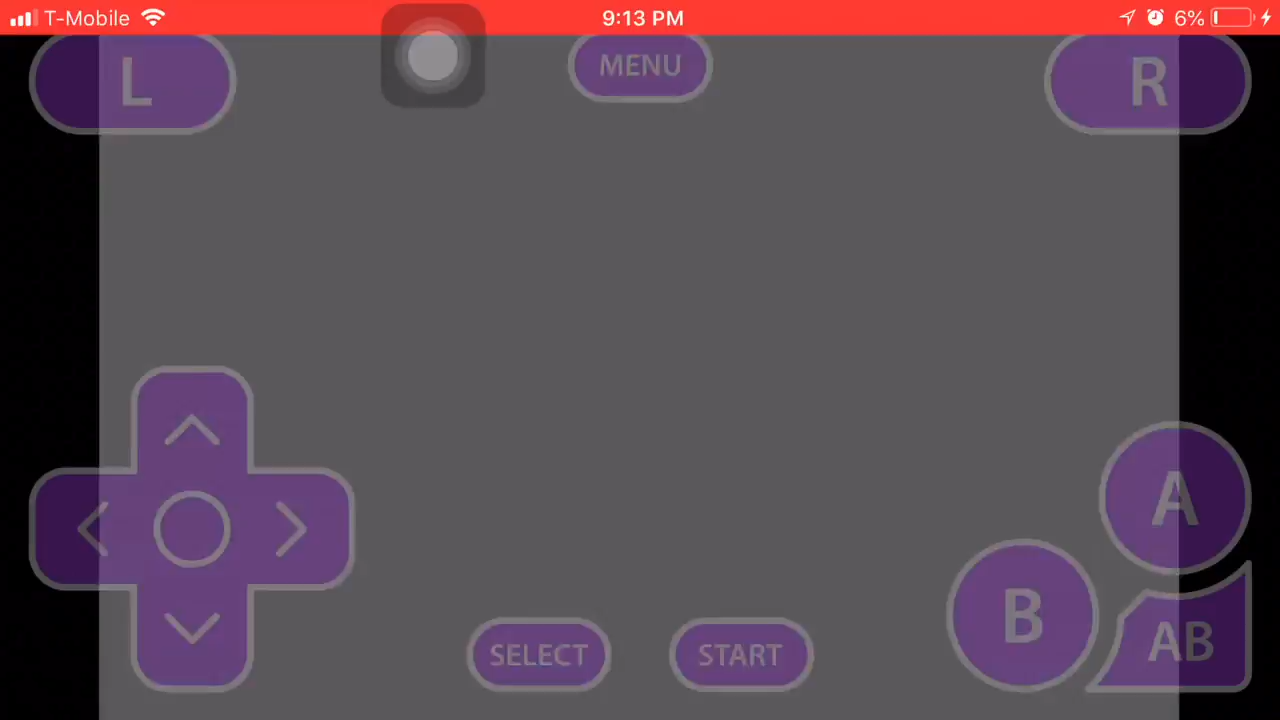 T-Mobile 9:13 PM 6%
L MENU R
A
B AB
SELECT START